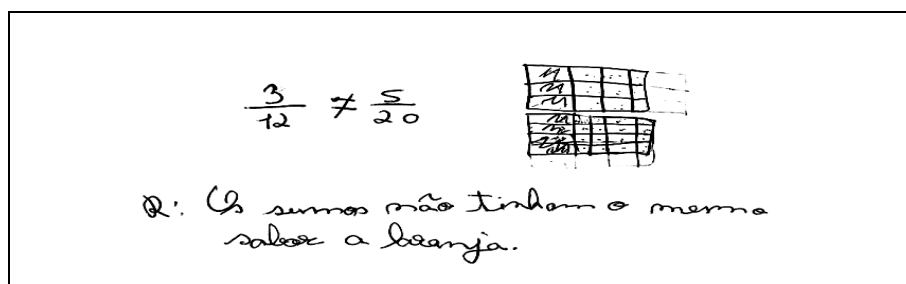 3/12 ≠ 5/20
R: Os sumos não tinham o mesmo
sabor a laranja.